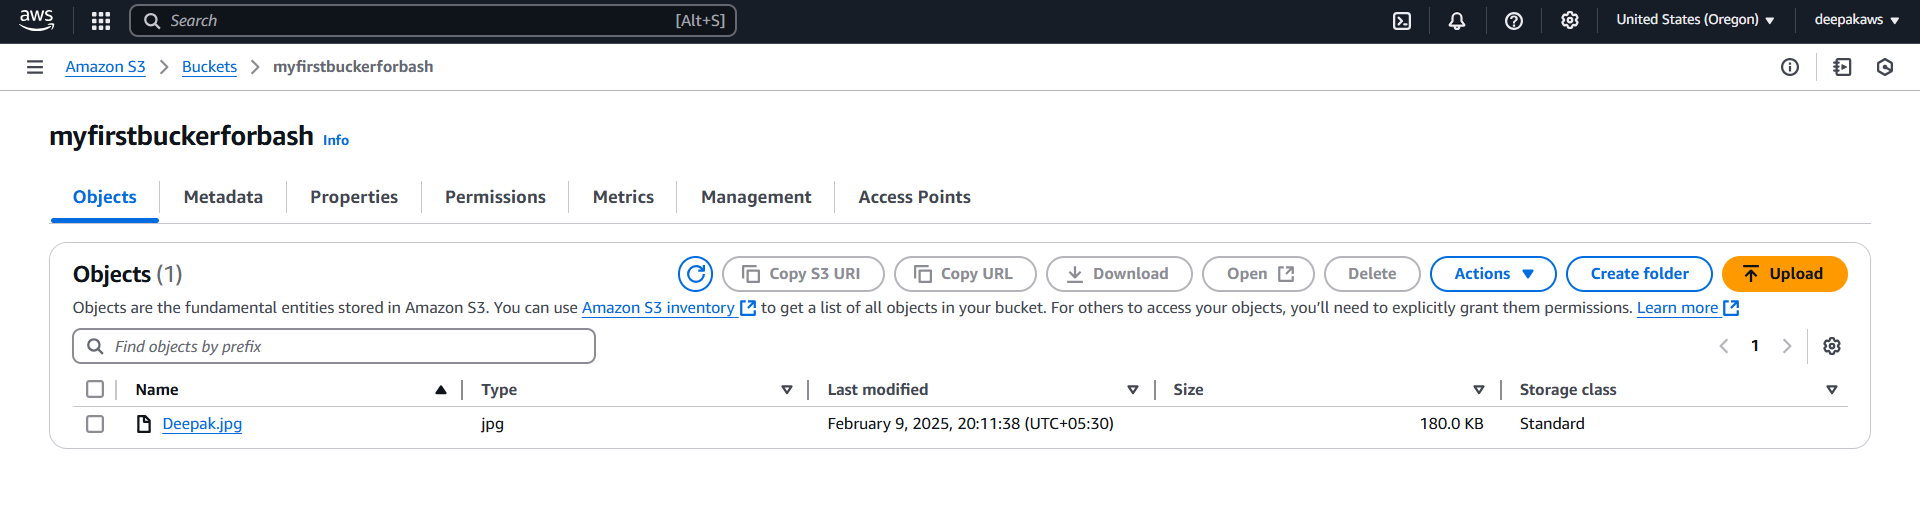 aws Search [Alt+S] United States (Oregon) deepakaws
Amazon S3 Buckets myfirstbuckerforbash
myfirstbuckerforbash Info
Objects Metadata Properties Permissions Metrics Management Access Points
Objects (1) Copy S3 URI Copy URL Download Open Delete Actions Create folder Upload
Objects are the fundamental entities stored in Amazon S3. You can use Amazon S3 inventory to get a list of all objects in your bucket. For others to access your objects, you’ll need to explicitly grant them permissions. Learn more
Find objects by prefix 1
Name Type Last modified Size Storage class
Deepak.jpg jpg February 9, 2025, 20:11:38 (UTC+05:30) 180.0 KB Standard